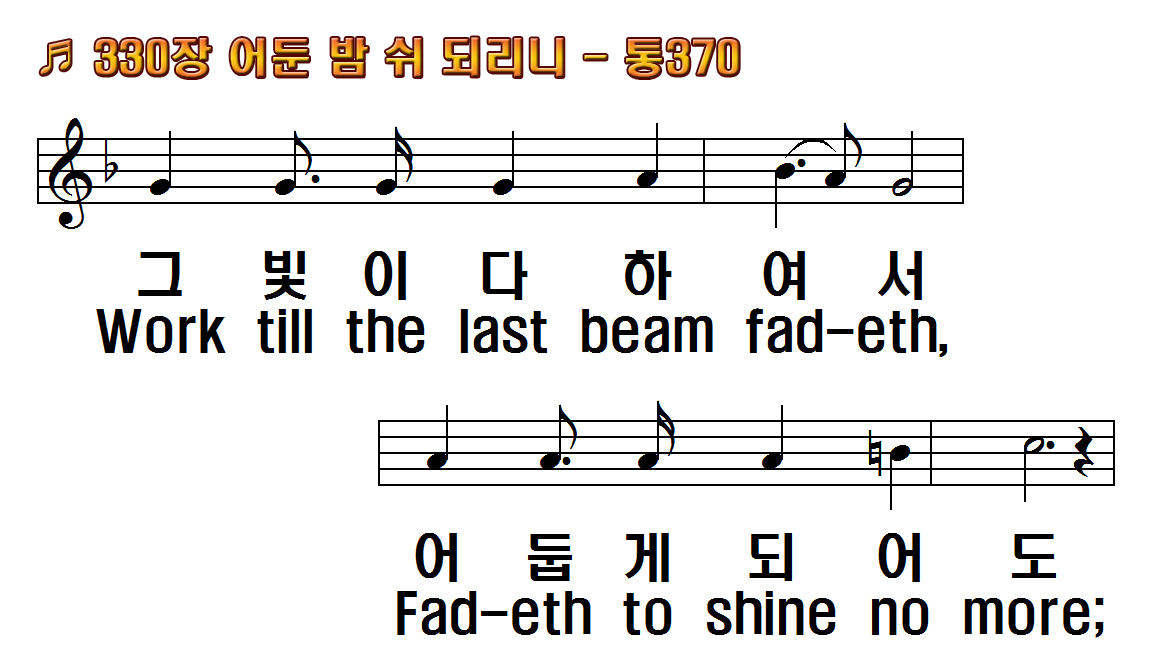 ♬ 330장 어둔 밤 쉬 되리니 - 통370
그 빛 이 다 하 여 서
Work till the last beam fad-eth,
어 둡 게 되 어 도
Fad-eth to shine no more;